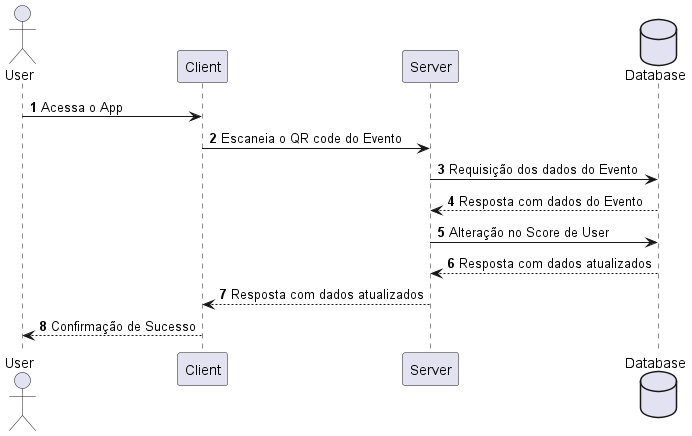 User
Client
Server
Database
1 Acessa o App
2 Escaneia o QR code do Evento
3 Requisição dos dados do Evento
4 Resposta com dados do Evento
5 Alteração no Score de User
6 Resposta com dados atualizados
7 Resposta com dados atualizados
8 Confirmação de Sucesso
User
Client
Server
Database